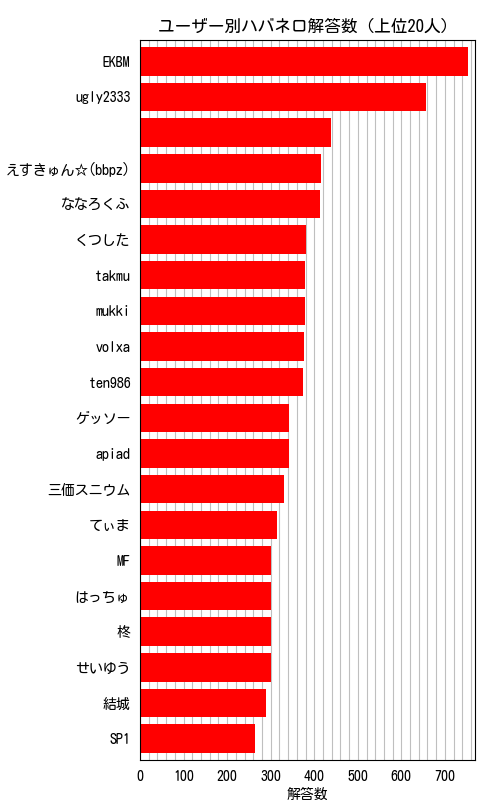 ユーザー別ハバネロ解答数 (上位20人)
EKBM
ugly2333
えすきゅん☆(bbpz)
ななろくふ
くつした
takmu
mukki
volxa
ten986
ゲッソー
apiad
三価スニウム
てぃま
MF
はっちゅ
柊
せいゆう
結城
SP1
0 100 200 300 400 500 600 700
解答数